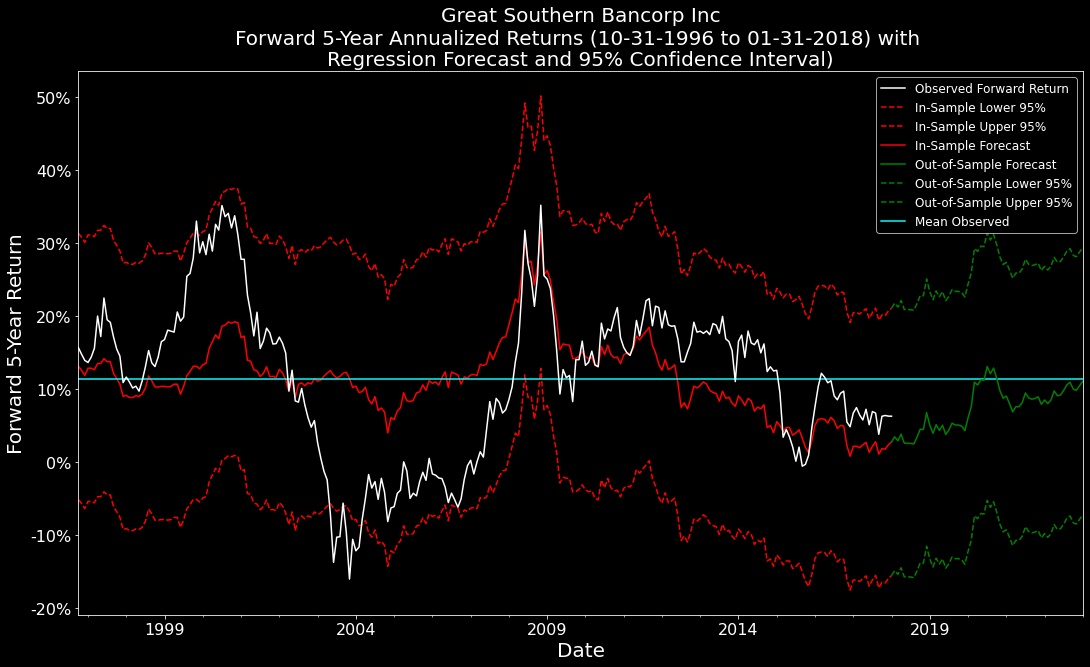 Great Southern Bancorp Inc
Forward 5-Year Annualized Returns (10-31-1996 to 01-31-2018) with
Regression Forecast and 95% Confidence Interval)
Observed Forward Return
In-Sample Lower 95%
In-Sample Upper 95%
In-Sample Forecast
Out-of-Sample Forecast
Out-of-Sample Lower 95%
Out-of-Sample Upper 95%
Mean Observed
Forward 5-Year Return
50%
40%
30%
20%
10%
0%
-10%
-20%
1999
2004
2009
2014
2019
Date